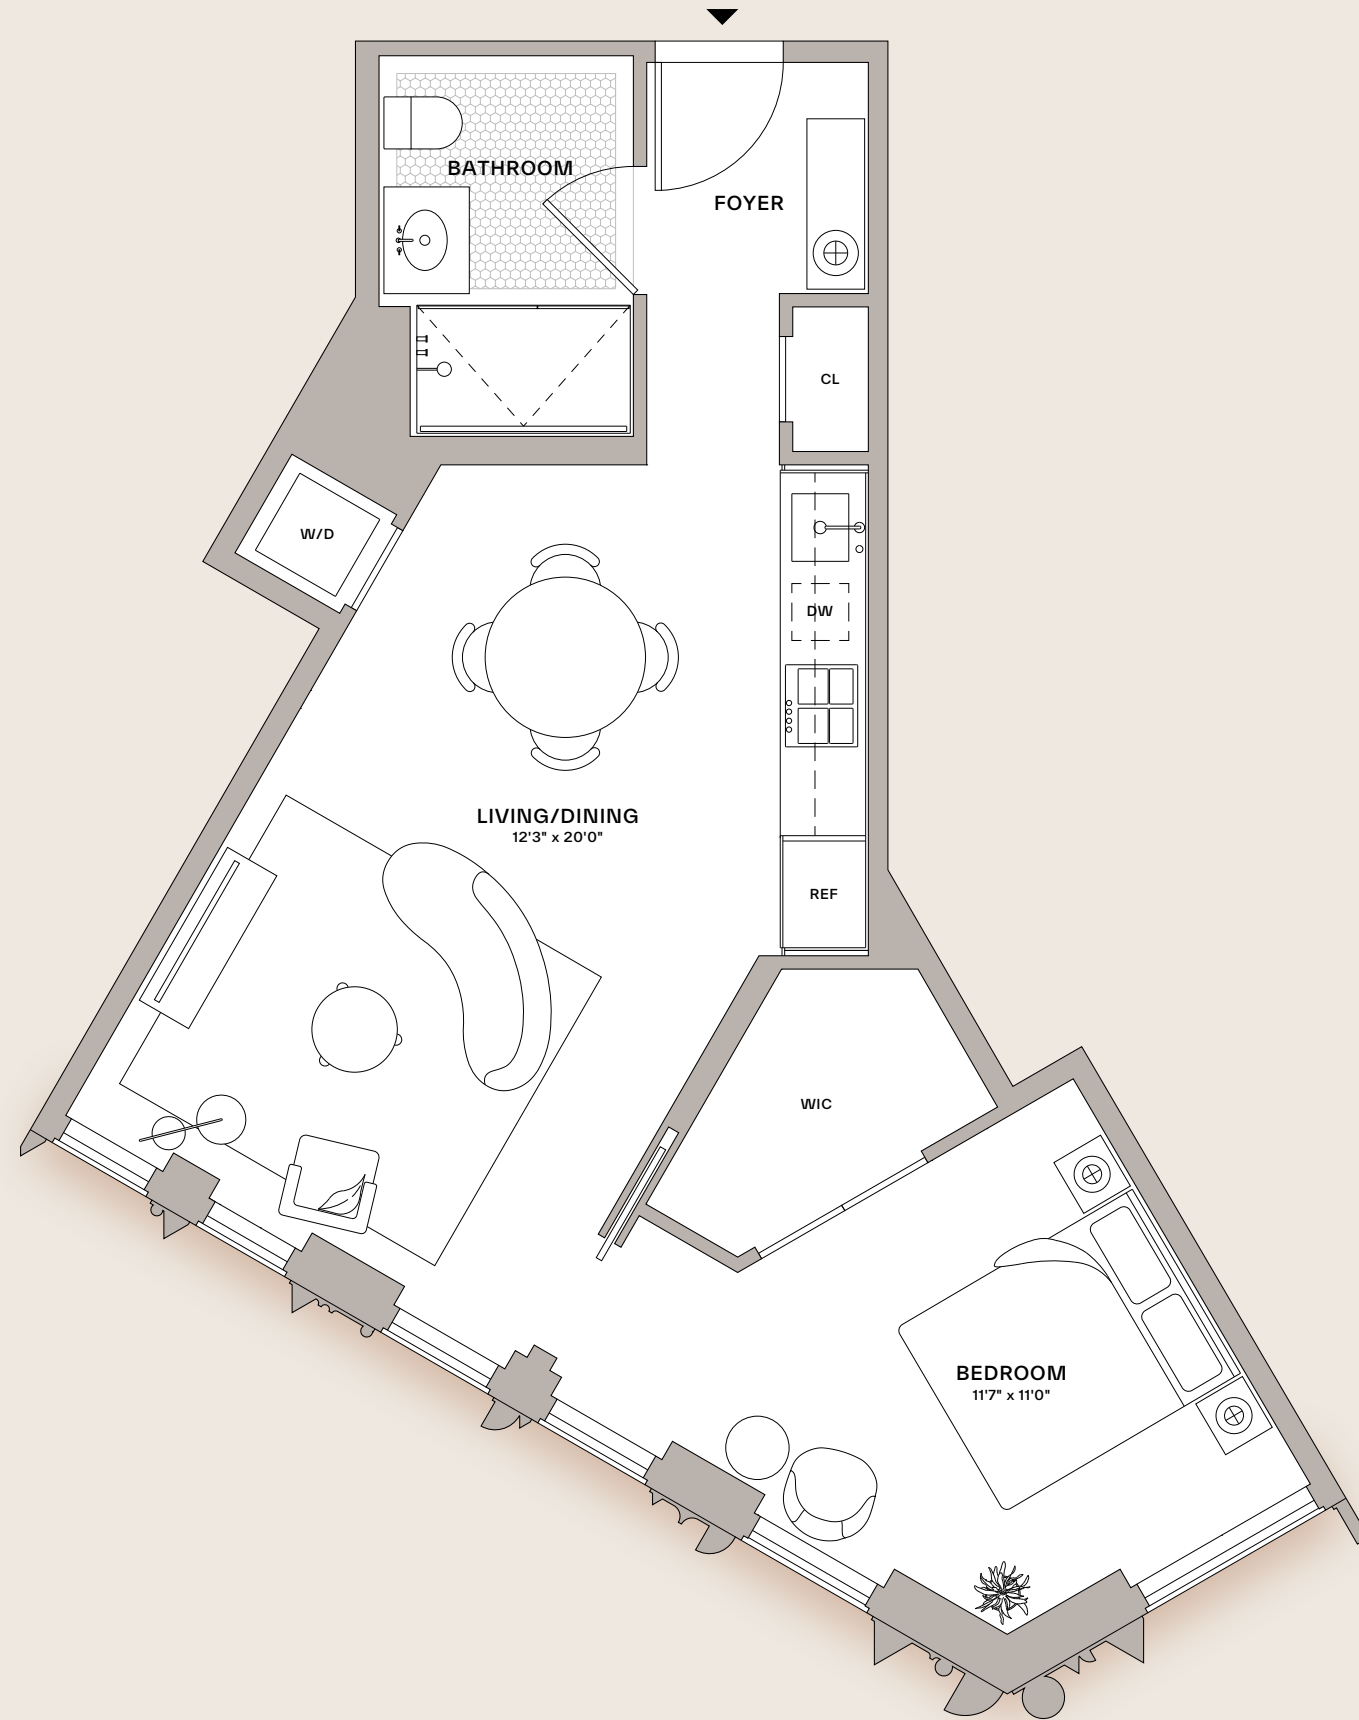 BATHROOM
FOYER
CL
W/D
DW
LIVING/DINING
12'3" x 20'0"
REF
WIC
BEDROOM
11'7" x 11'0"